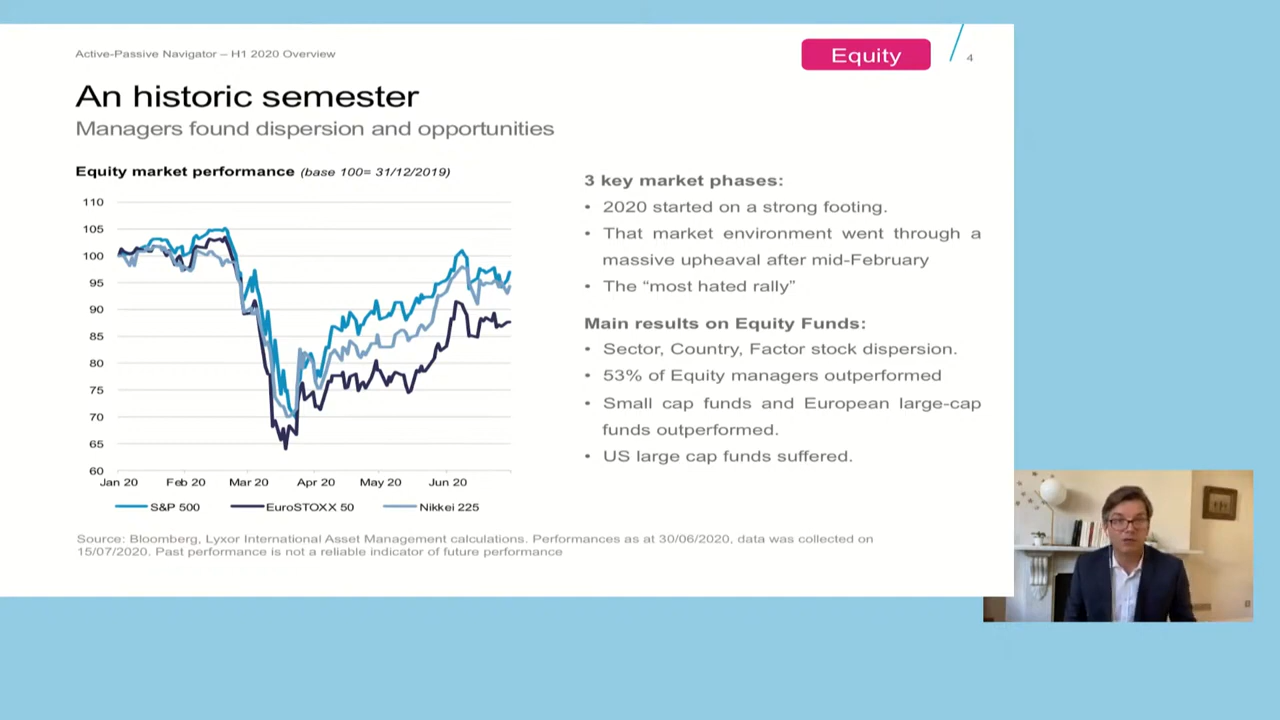 Active-Passive Navigator – H1 2020 Overview
Equity
4
An historic semester
Managers found dispersion and opportunities
Equity market performance (base 100= 31/12/2019)
110
105
100
95
90
85
80
75
70
65
60
Jan 20 Feb 20 Mar 20 Apr 20 May 20 Jun 20
S&P 500 EuroSTOXX 50 Nikkei 225
3 key market phases:
• 2020 started on a strong footing.
• That market environment went through a
massive upheaval after mid-February
• The “most hated rally”
Main results on Equity Funds:
• Sector, Country, Factor stock dispersion.
• 53% of Equity managers outperformed
• Small cap funds and European large-cap
funds outperformed.
• US large cap funds suffered.
Source: Bloomberg, Lyxor International Asset Management calculations. Performances as at 30/06/2020, data was collected on
15/07/2020. Past performance is not a reliable indicator of future performance